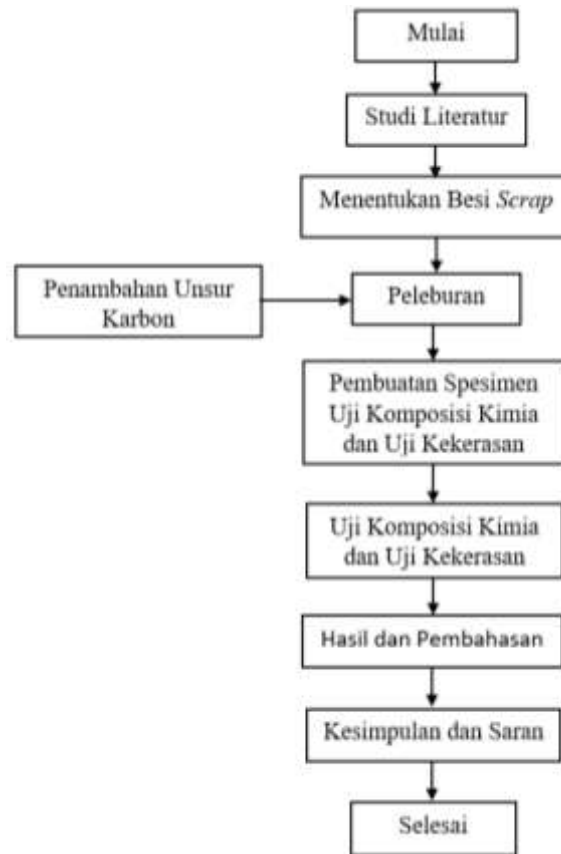 Mulai
Studi Literatur
Menentukan Besi Scrap
Penambahan Unsur
Karbon
Peleburan
Pembuatan Spesimen
Uji Komposisi Kimia
dan Uji Kekerasan
Uji Komposisi Kimia
dan Uji Kekerasan
Hasil dan Pembahasan
Kesimpulan dan Saran
Selesai